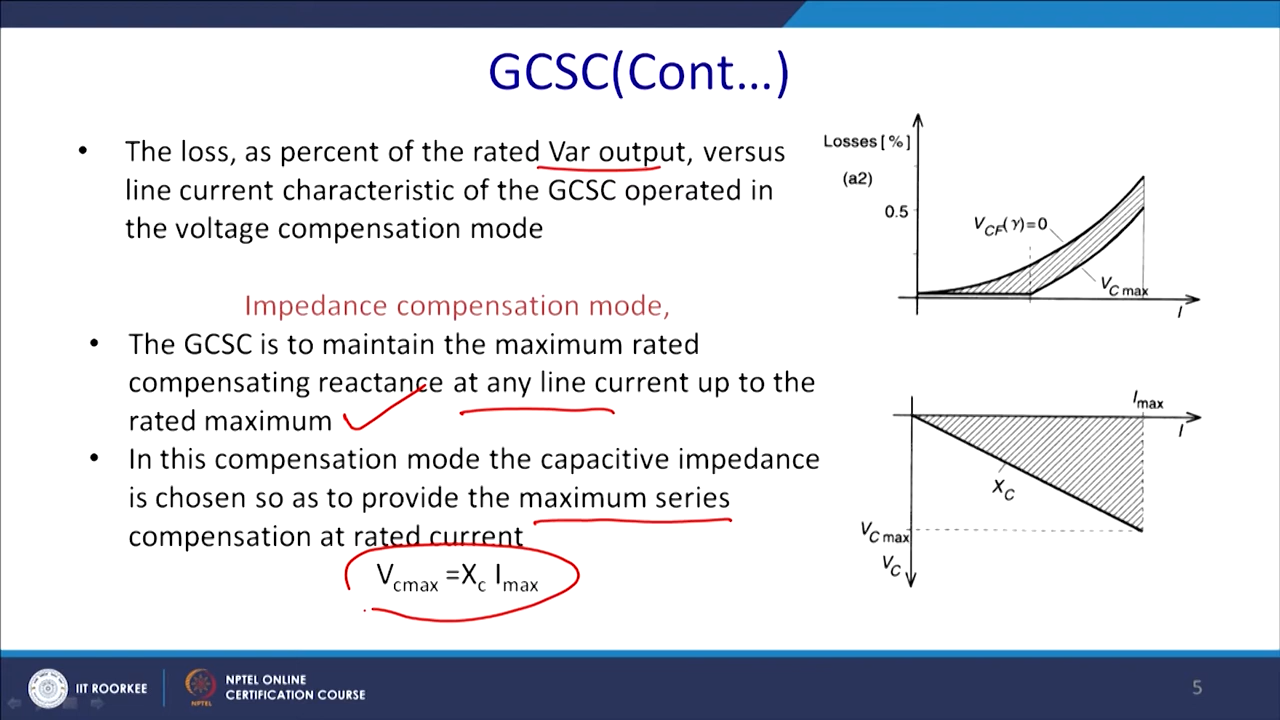 GCSC(Cont...)
• The loss, as percent of the rated Var output, versus
line current characteristic of the GCSC operated in
the voltage compensation mode
Impedance compensation mode,
• The GCSC is to maintain the maximum rated
compensating reactance at any line current up to the
rated maximum
• In this compensation mode the capacitive impedance
is chosen so as to provide the maximum series
compensation at rated current
Vcmax =Xc Imax
Losses [%]
(a2)
0.5
VCF(γ)=0
VC max
I
Imax
I
XC
VC max
VC
IIT ROORKEE
NPTEL
NPTEL ONLINE
CERTIFICATION COURSE
5